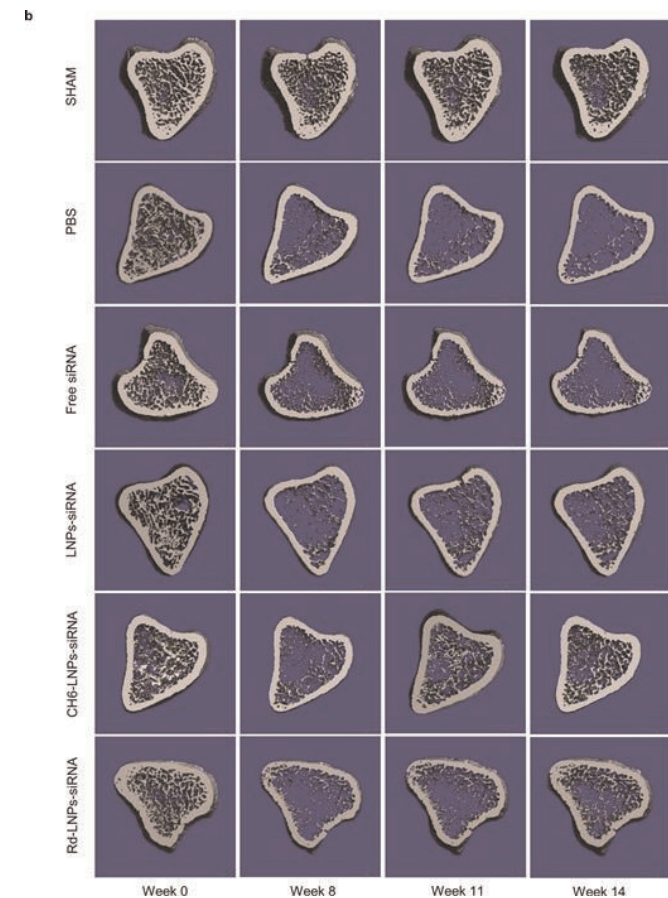 b
SHAM
PBS
Free siRNA
LNPs-siRNA
CH6-LNPs-siRNA
Rd-LNPs-siRNA
Week 0
Week 8
Week 11
Week 14